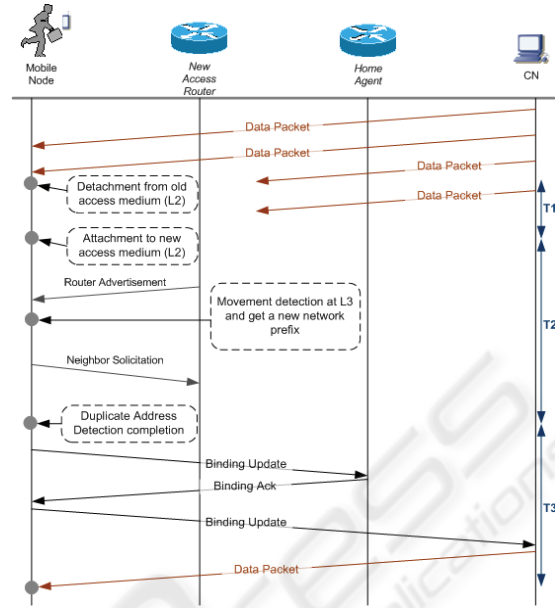 Mobile
Node
New
Access
Router
Home
Agent
CN
Data Packet
Data Packet
Data Packet
Detachment from old
access medium (L2)
Data Packet
T1
Attachment to new
access medium (L2)
Router Advertisement
Movement detection at L3
and get a new network
prefix
T2
Neighbor Solicitation
Duplicate Address
Detection completion
Binding Update
Binding Ack
T3
Binding Update
Data Packet